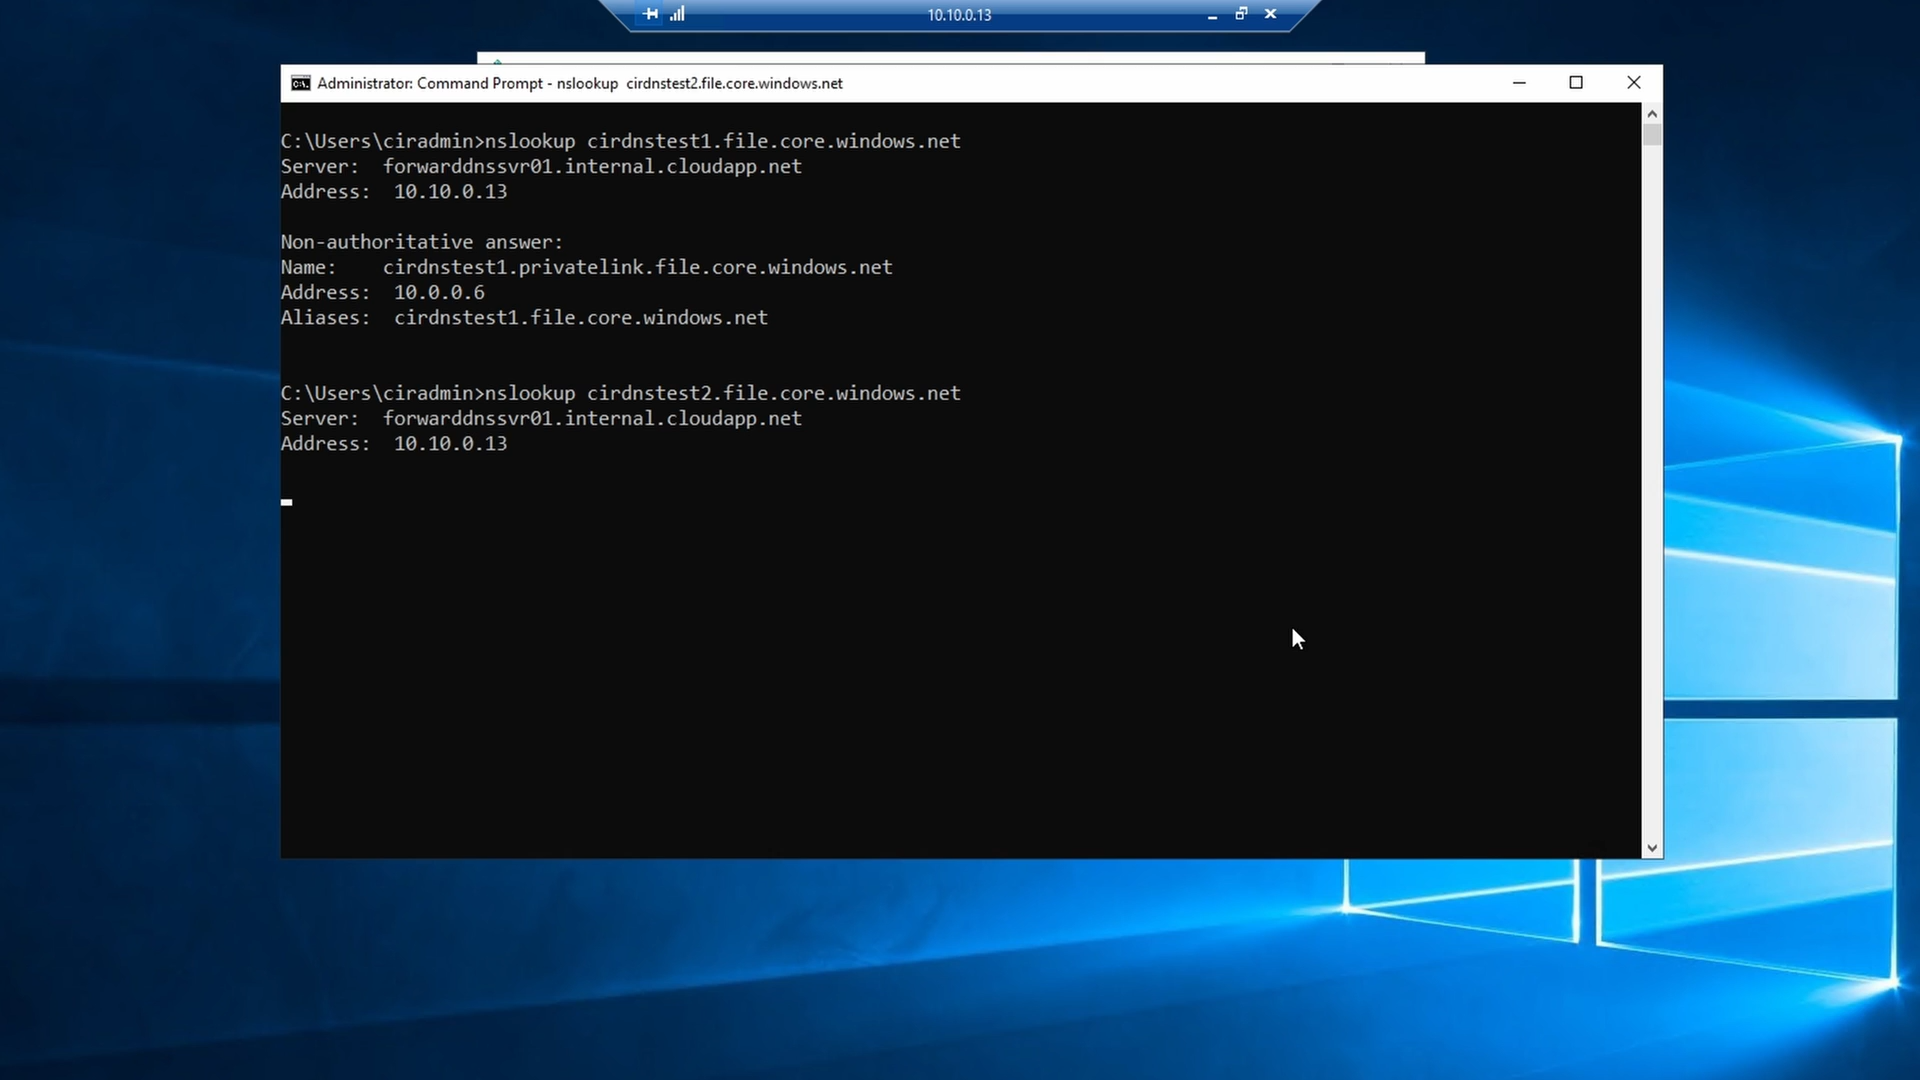 10.10.0.13
Administrator: Command Prompt - nslookup  cirdnstest2.file.core.windows.net
C:\Users\ciradmin>nslookup cirdnstest1.file.core.windows.net
Server:  forwarddnssvr01.internal.cloudapp.net
Address:  10.10.0.13
Non-authoritative answer:
Name:    cirdnstest1.privatelink.file.core.windows.net
Address:  10.0.0.6
Aliases:  cirdnstest1.file.core.windows.net
C:\Users\ciradmin>nslookup cirdnstest2.file.core.windows.net
Server:  forwarddnssvr01.internal.cloudapp.net
Address:  10.10.0.13